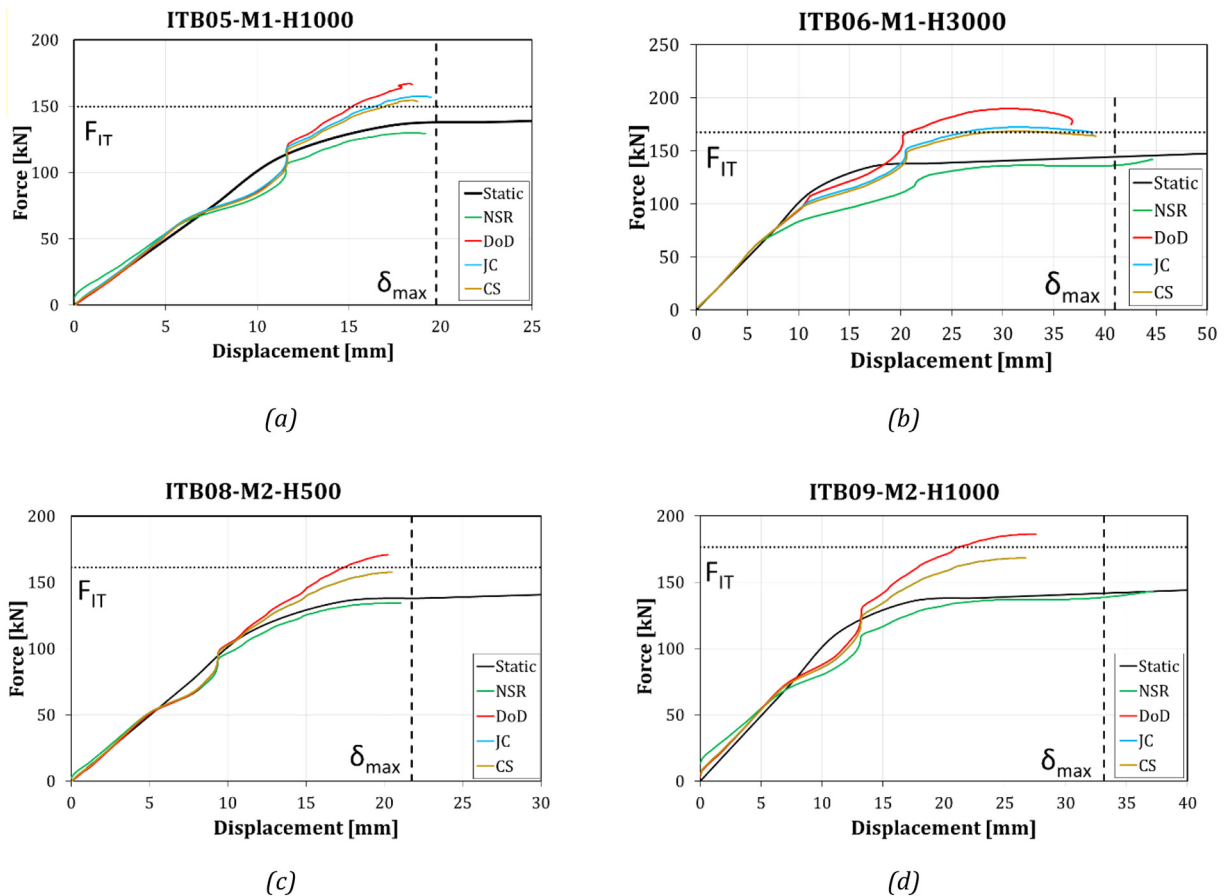 ITB05-M1-H1000
200
150
100
50
0
0 5 10 15 20 25
Force [kN]
Displacement [mm]
F_IT
δ_max
Static
NSR
DoD
JC
CS
(a)
ITB06-M1-H3000
250
200
150
100
50
0
0 5 10 15 20 25 30 35 40 45 50
Force [kN]
Displacement [mm]
F_IT
δ_max
Static
NSR
DoD
JC
CS
(b)
ITB08-M2-H500
200
150
100
50
0
0 5 10 15 20 25 30
Force [kN]
Displacement [mm]
F_IT
δ_max
Static
NSR
DoD
JC
CS
(c)
ITB09-M2-H1000
200
150
100
50
0
0 5 10 15 20 25 30 35 40
Force [kN]
Displacement [mm]
F_IT
δ_max
Static
NSR
DoD
JC
CS
(d)